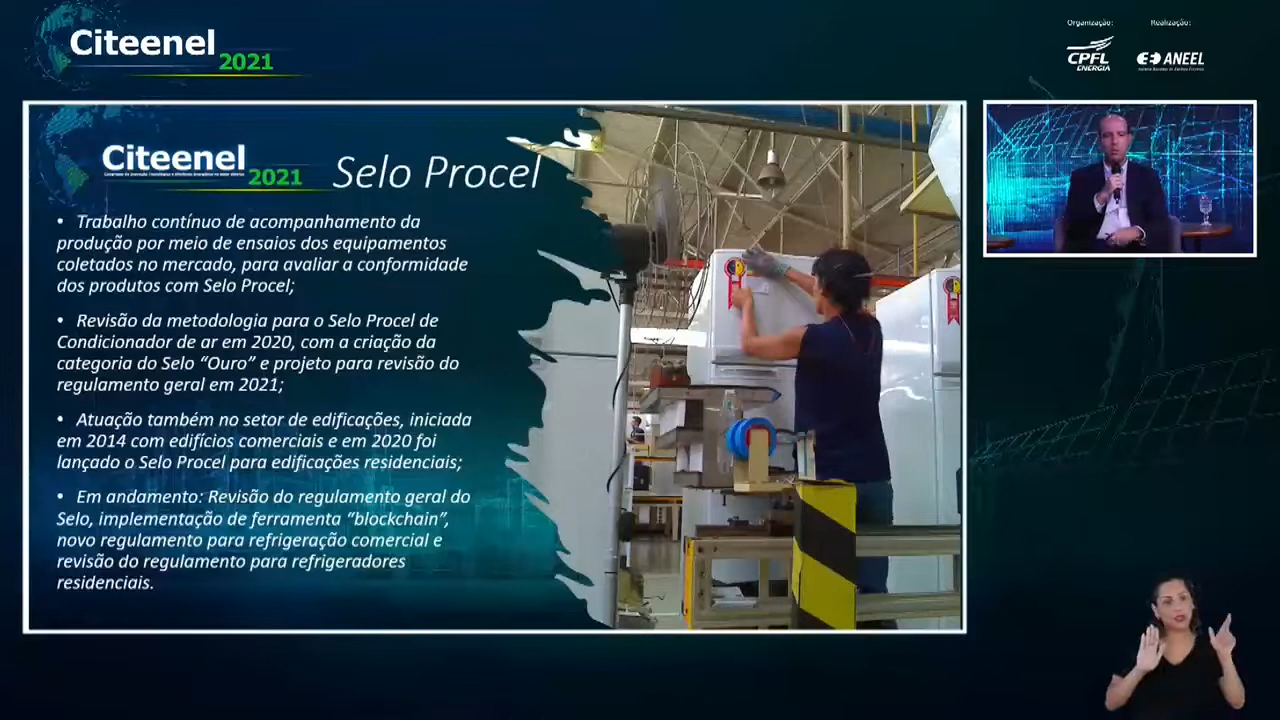 Citeenel
2021
Organização:
Realização:
CPFL
ENERGIA
ANEEL
Citeenel
2021
Selo Procel
• Trabalho contínuo de acompanhamento da
produção por meio de ensaios dos equipamentos
coletados no mercado, para avaliar a conformidade
dos produtos com Selo Procel;
• Revisão da metodologia para o Selo Procel de
Condicionador de ar em 2020, com a criação da
categoria do Selo “Ouro” e projeto para revisão do
regulamento geral em 2021;
• Atuação também no setor de edificações, iniciada
em 2014 com edifícios comerciais e em 2020 foi
lançado o Selo Procel para edificações residenciais;
• Em andamento: Revisão do regulamento geral do
Selo, implementação de ferramenta “blockchain”,
novo regulamento para refrigeração comercial e
revisão do regulamento para refrigeradores
residenciais.